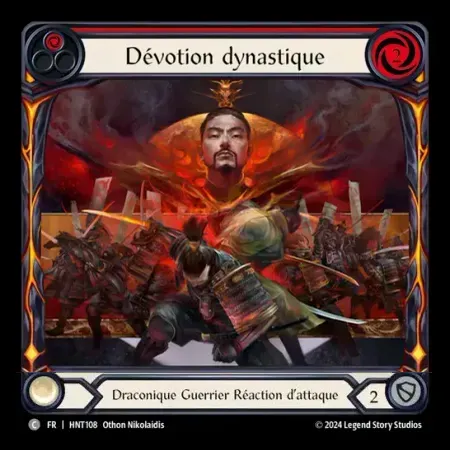 Dévotion dynastique
Draconique Guerrier Réaction d'attaque
2
C FR | HNT108 Othon Nikolaidis
© 2024 Legend Story Studios